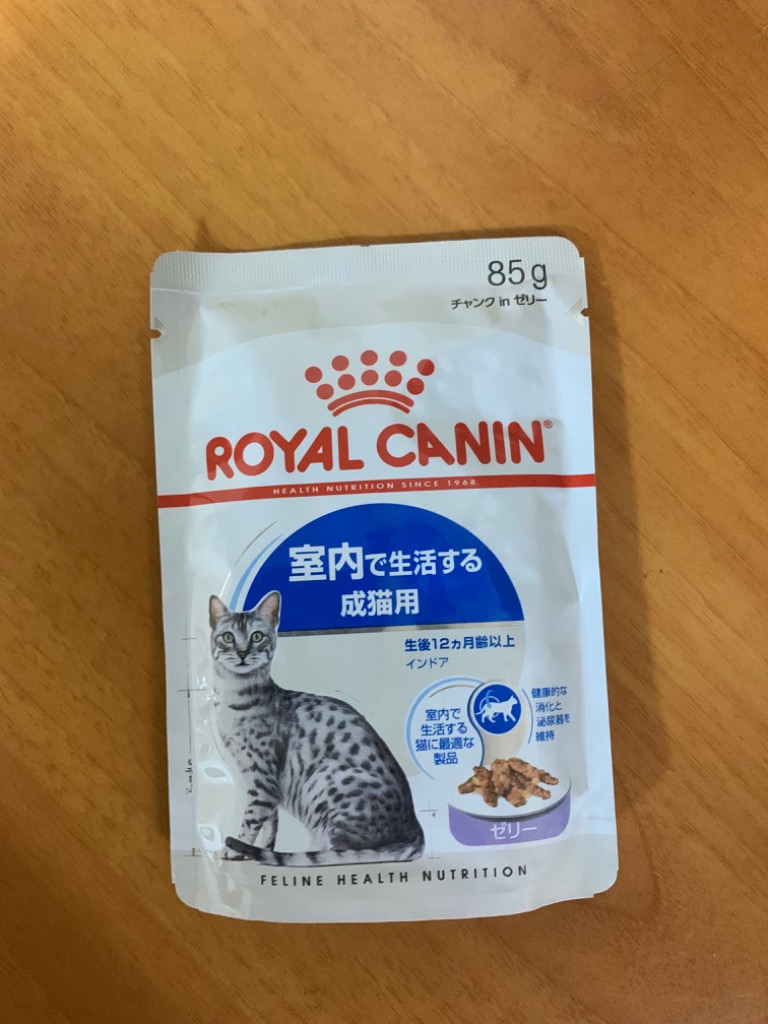 85g
チャンク in ゼリー
ROYAL CANIN®
HEALTH NUTRITION SINCE 1968
室内で生活する
成猫用
生後12ヵ月齢以上
インドア
室内で
生活する
猫に最適な
製品
健康的な
消化と
泌尿器を
維持
ゼリー
FELINE HEALTH NUTRITION